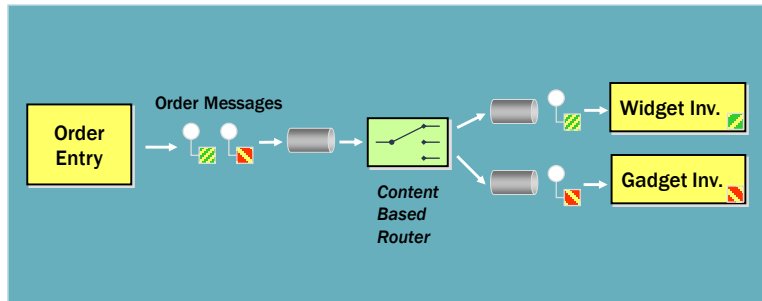 Order Messages
Order
Entry
Content
Based
Router
Widget Inv.
Gadget Inv.